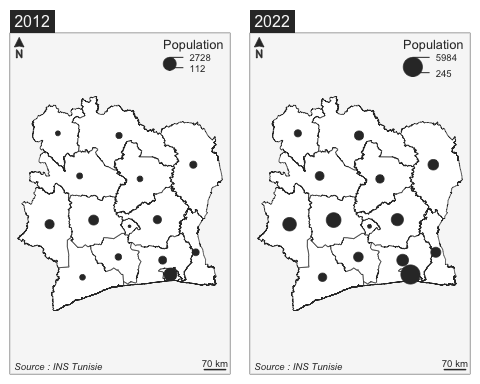 2012
N
Population
2728
112
Source : INS Tunisie
70 km
2022
N
Population
5984
245
Source : INS Tunisie
70 km